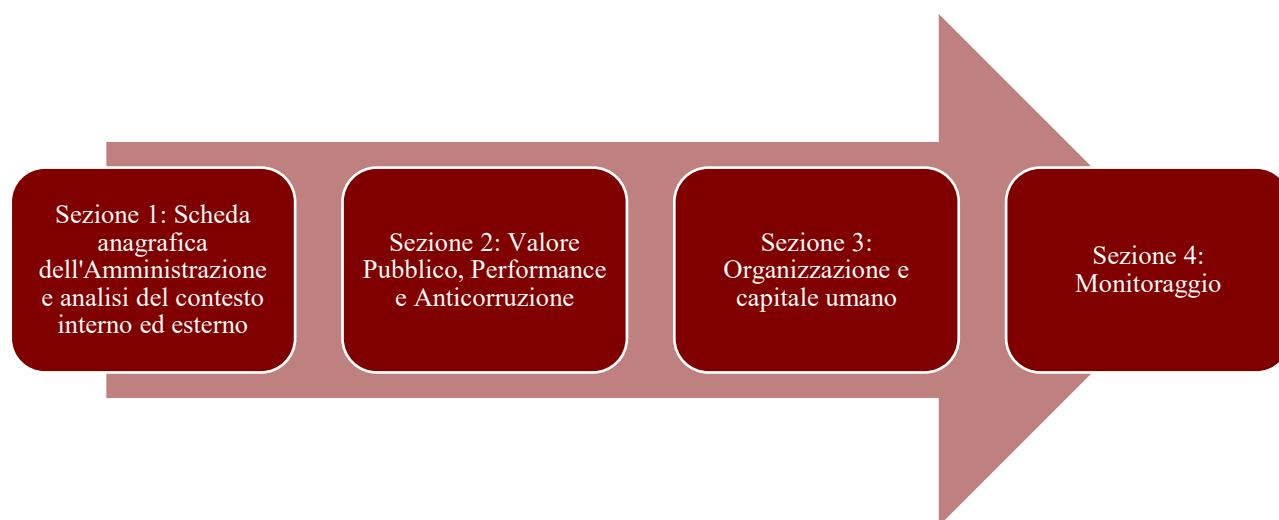 Sezione 1: Scheda
anagrafica
dell'Amministrazione
e analisi del contesto
interno ed esterno
Sezione 2: Valore
Pubblico, Performance
e Anticorruzione
Sezione 3:
Organizzazione e
capitale umano
Sezione 4:
Monitoraggio